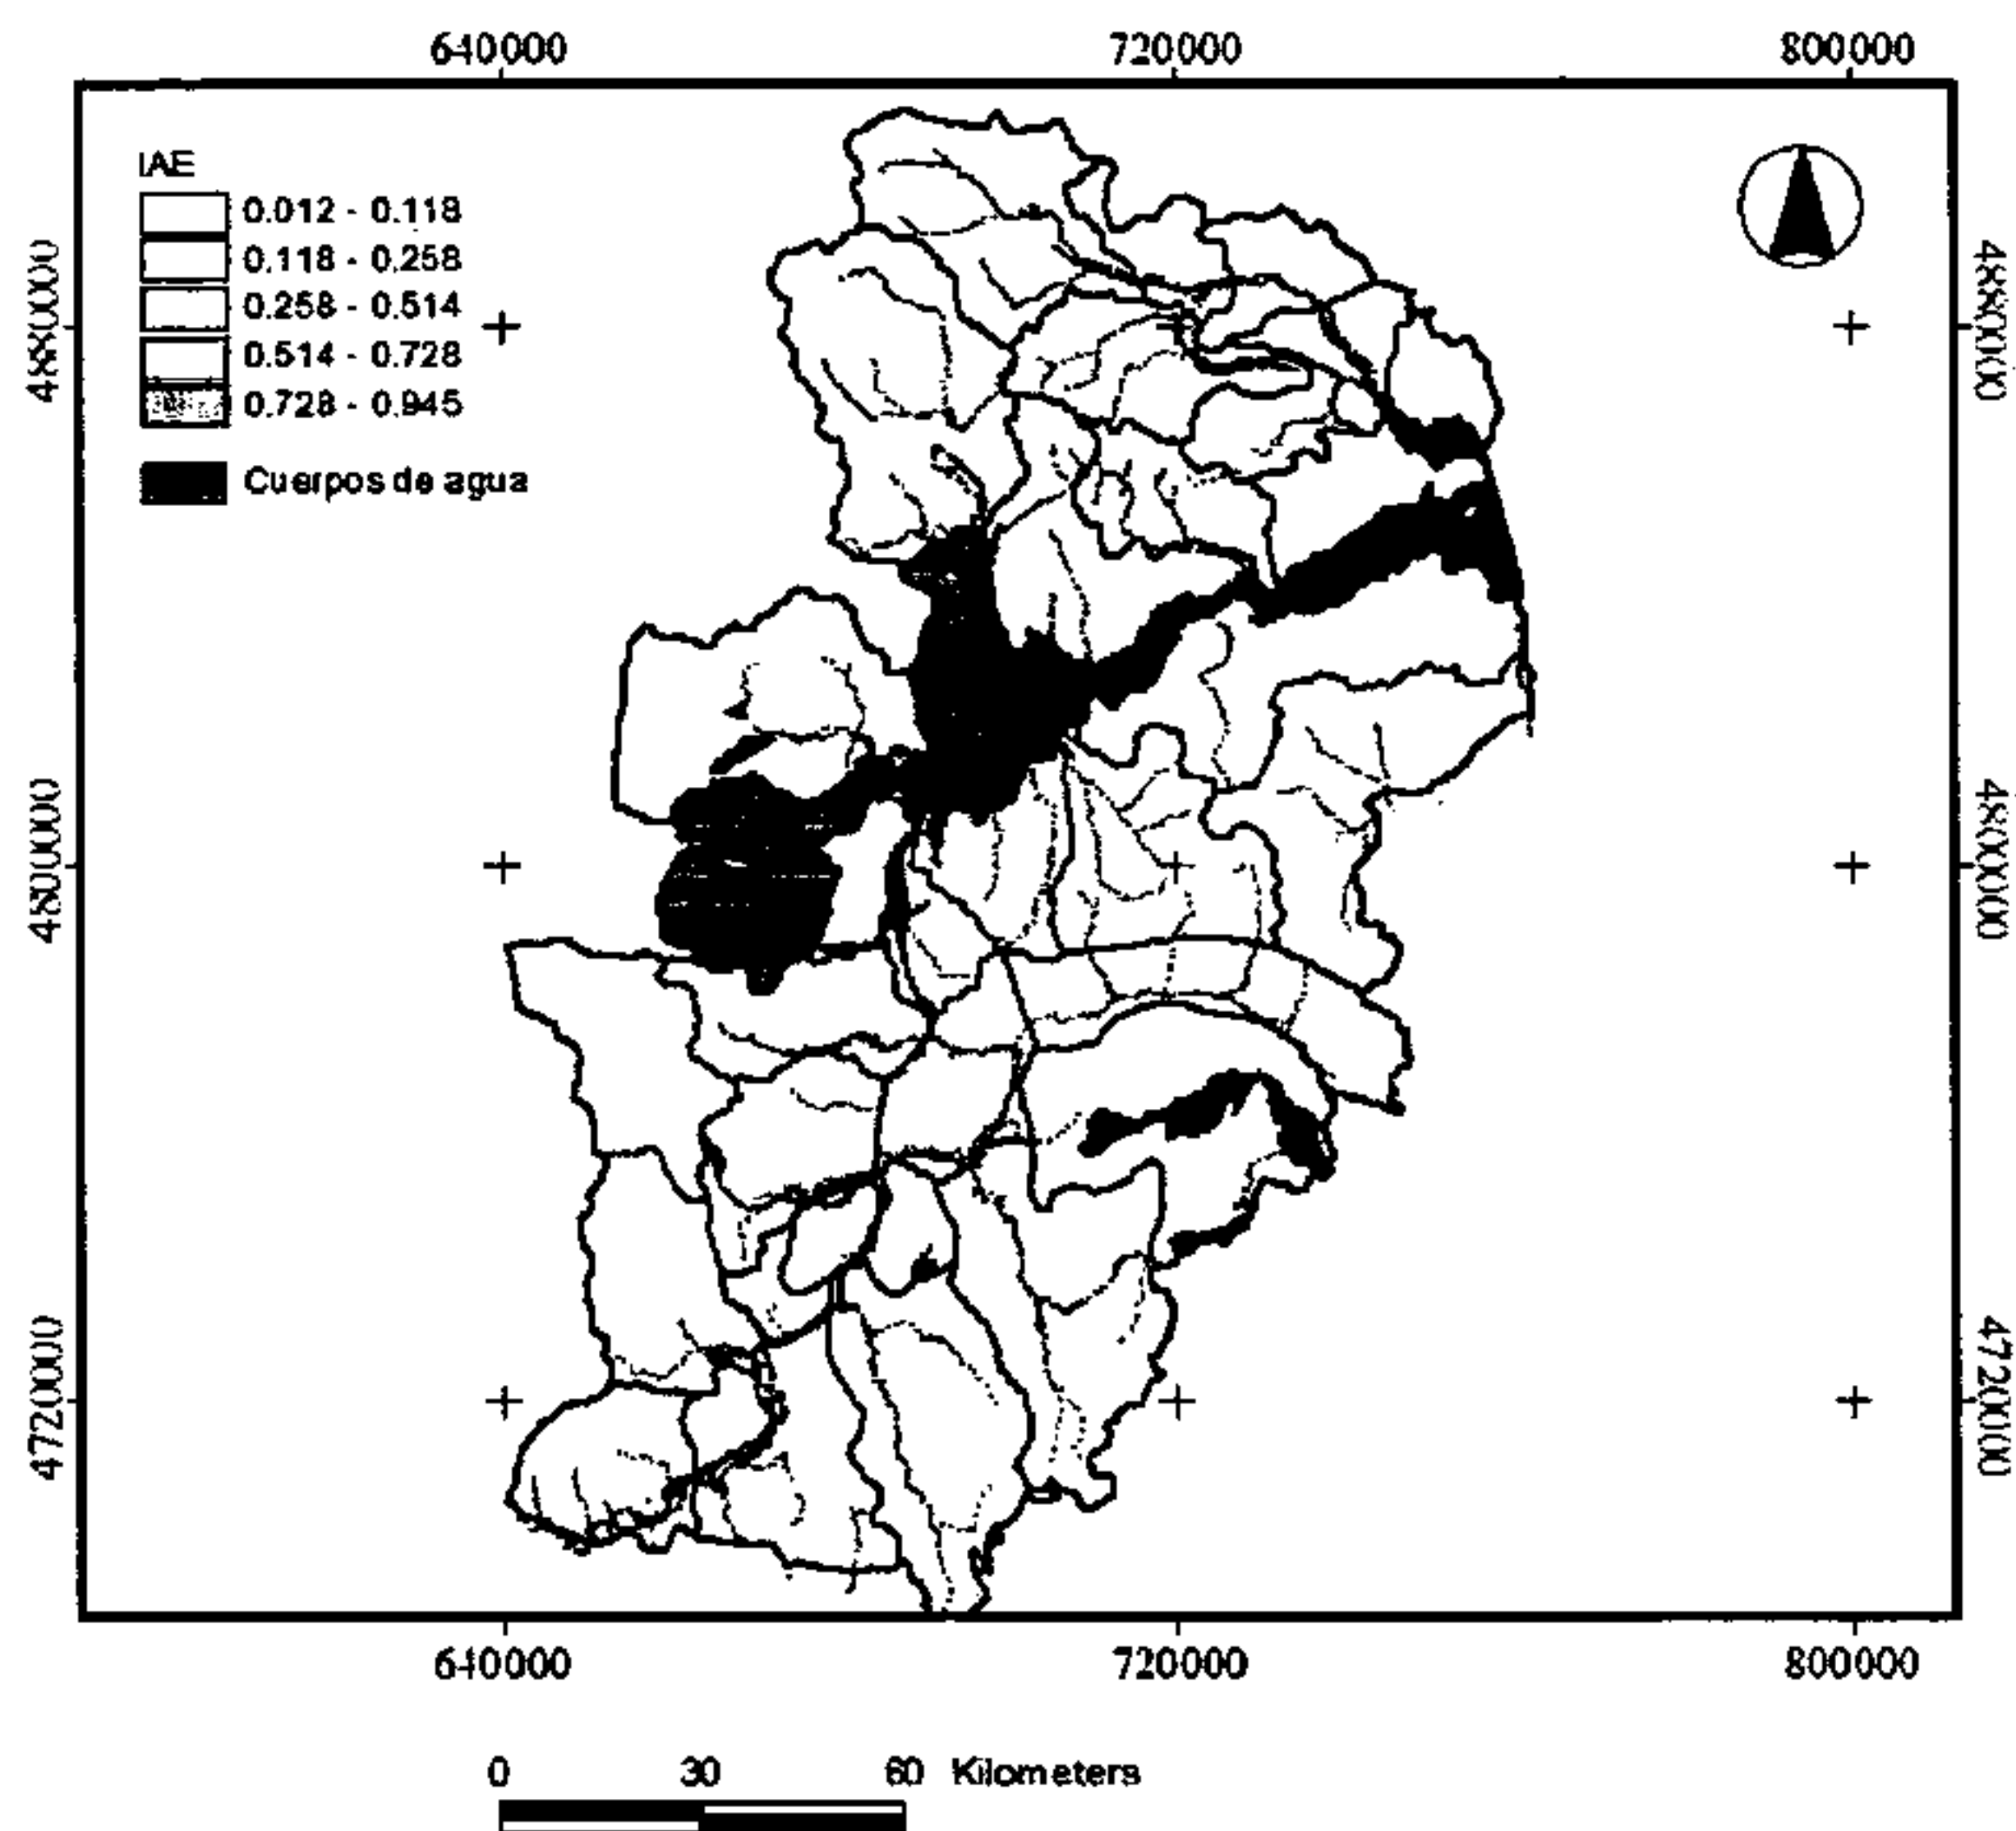 640000 720000 800000
IAE
0.012 - 0.118
0.118 - 0.258
0.258 - 0.514
0.514 - 0.728
0.728 - 0.945
Cuerpos de agua
4880000
4880000
4800000
4800000
4720000
4720000
640000 720000 800000
0 30 60 Kilometers